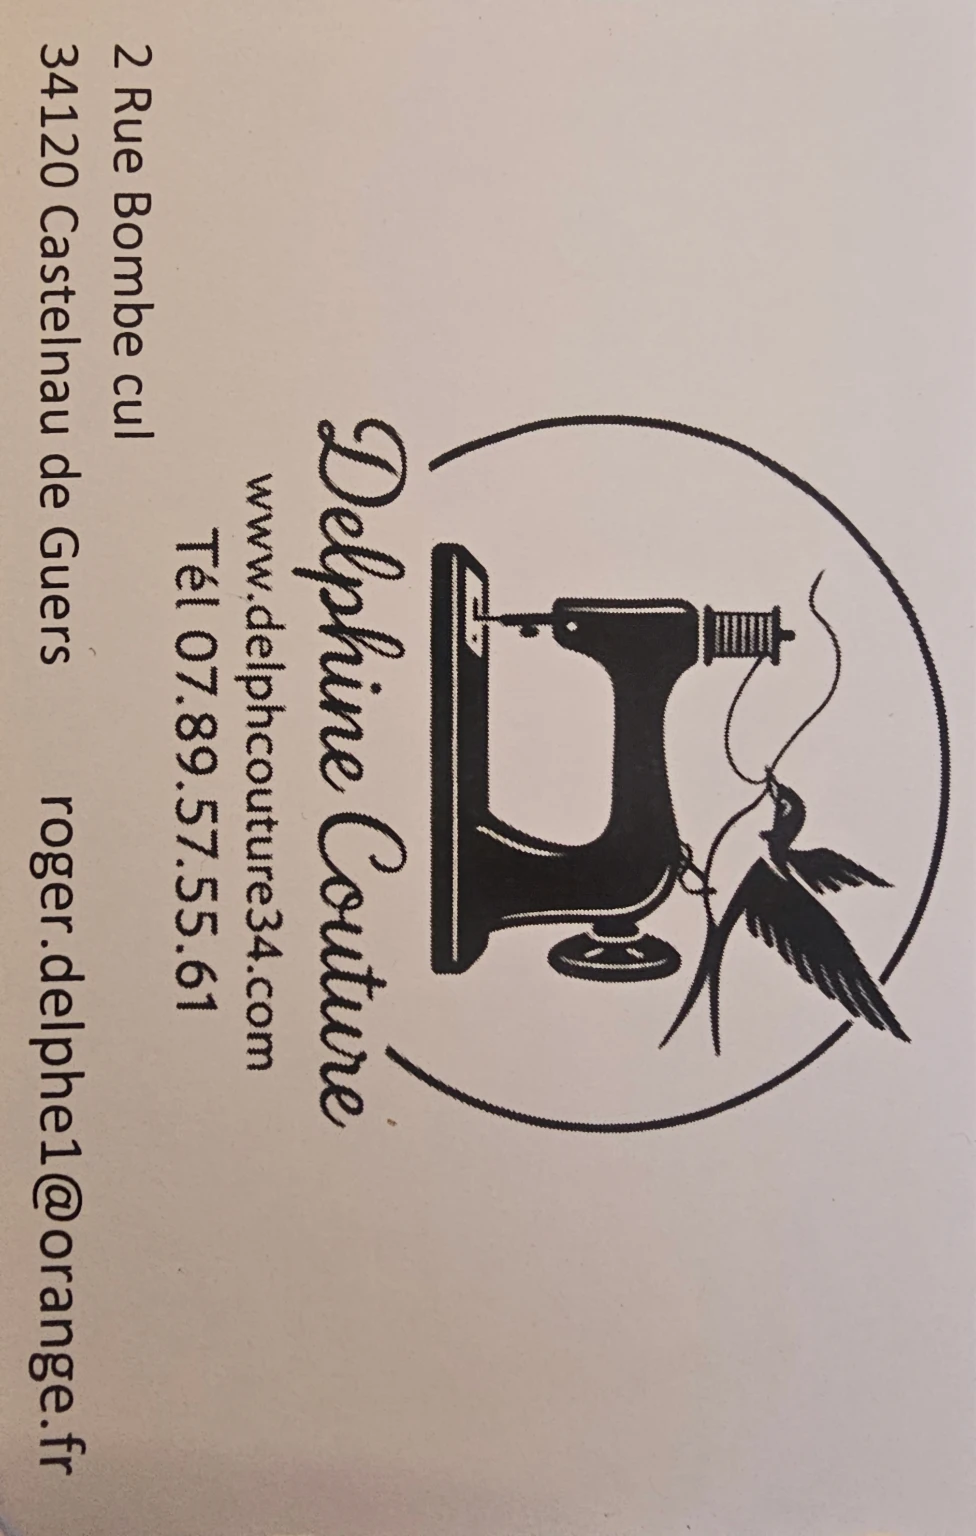 Delphine Couture
www.delphcouture34.com
Tél 07.89.57.55.61
2 Rue Bombe cul
34120 Castelnau de Guers roger.delphe1@orange.fr